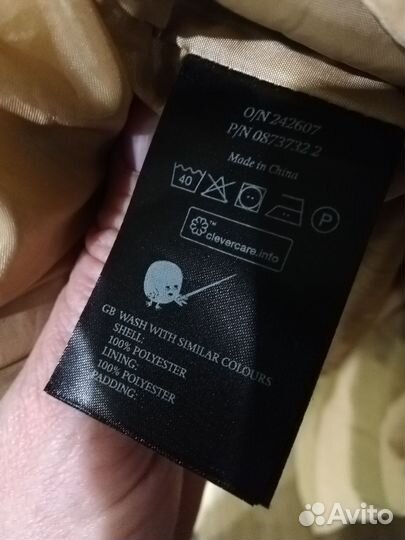 O/N 242607
P/N 0873732 2
Made in China
40 P
™
clevercare.info
GB WASH WITH SIMILAR COLOURS
SHELL:
100% POLYESTER
LINING:
100% POLYESTER
PADDING:
Avito